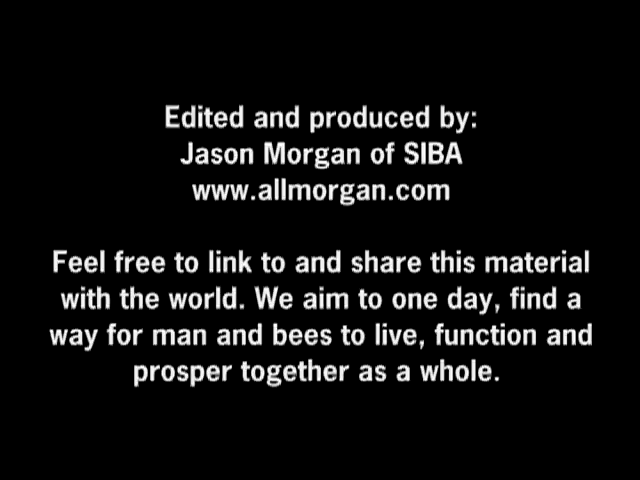 Edited and produced by:
Jason Morgan of SIBA
www.allmorgan.com
Feel free to link to and share this material
with the world. We aim to one day, find a
way for man and bees to live, function and
prosper together as a whole.